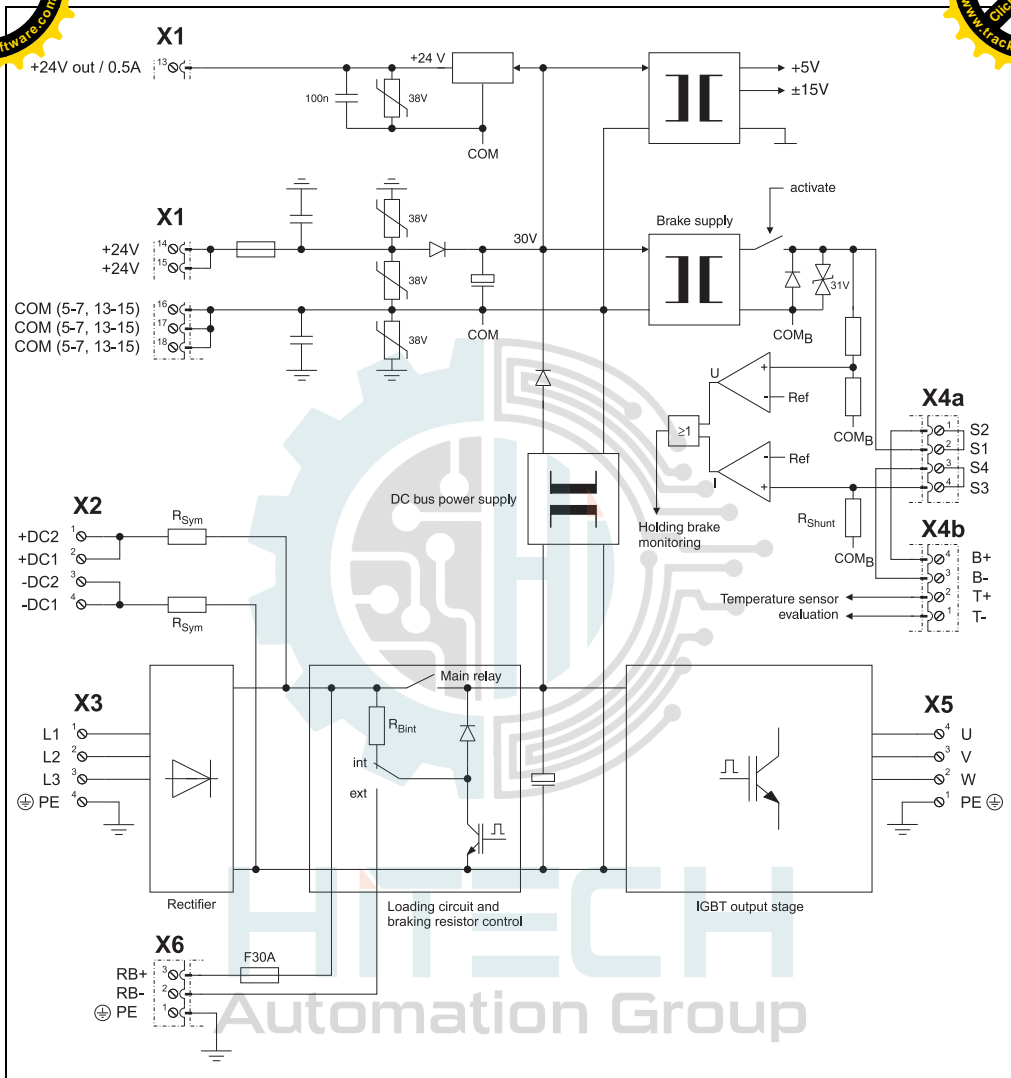 ftware.com
Clic
www.track
X1
+24V out / 0.5A
13
+24 V
100n
38V
COM
+5V
±15V
activate
Brake supply
X1
38V
30V
+24V
14
+24V
15
38V
31V
COM (5-7, 13-15)
16
COM (5-7, 13-15)
17
COM (5-7, 13-15)
18
38V
COM
COMB
U
+
-
Ref
≥1
COMB
X4a
1
S2
2
S1
3
S4
4
S3
-
Ref
+
I
DC bus power supply
RShunt
Holding brake
monitoring
COMB
X4b
4
B+
3
B-
2
T+
1
T-
Temperature sensor
evaluation
X2
RSym
+DC2
1
+DC1
2
-DC2
3
-DC1
4
RSym
Main relay
X3
X5
RBint
L1
1
L2
2
L3
3
PE
4
int
ext
4
U
3
V
2
W
1
PE
Rectifier
Loading circuit and
braking resistor control
IGBT output stage
HITECH
X6
F30A
RB+
3
RB-
2
PE
1
Automation Group